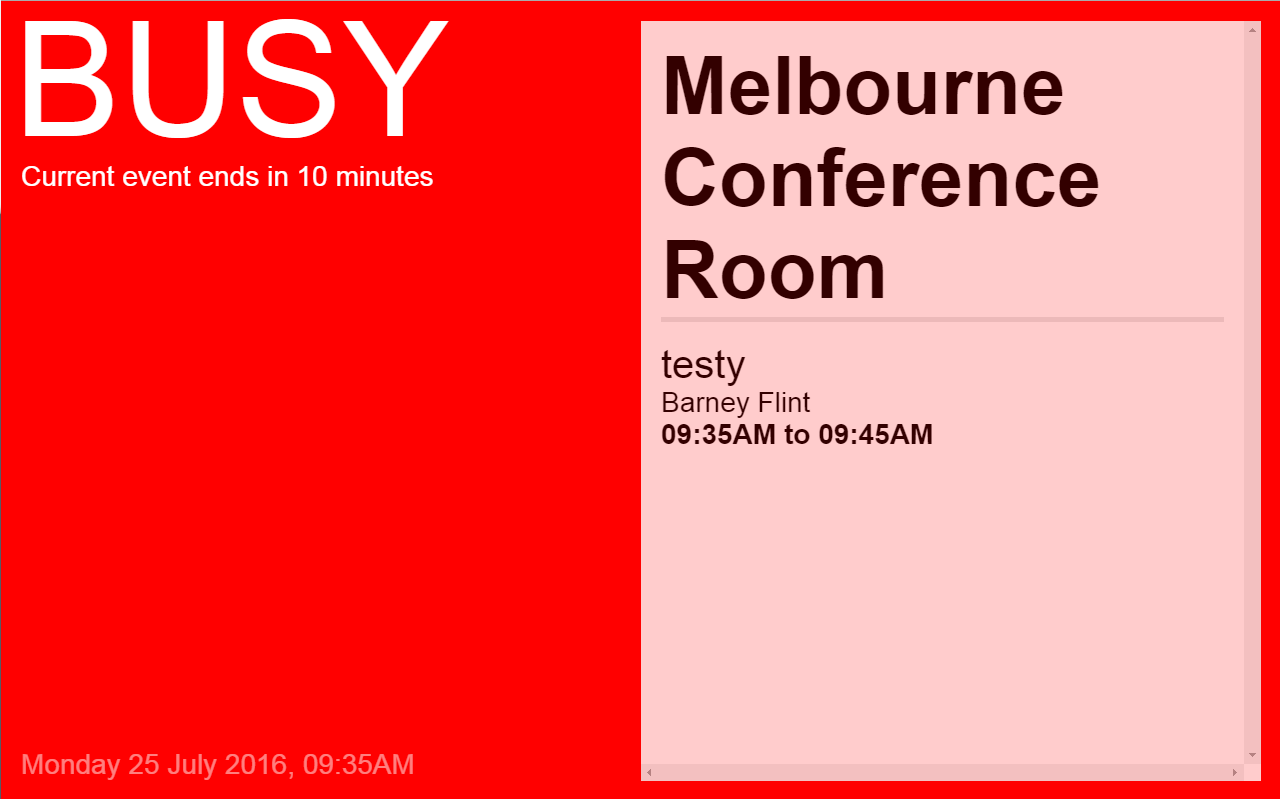 BUSY
Current event ends in 10 minutes
Monday 25 July 2016, 09:35AM
Melbourne
Conference
Room
testy
Barney Flint
09:35AM to 09:45AM